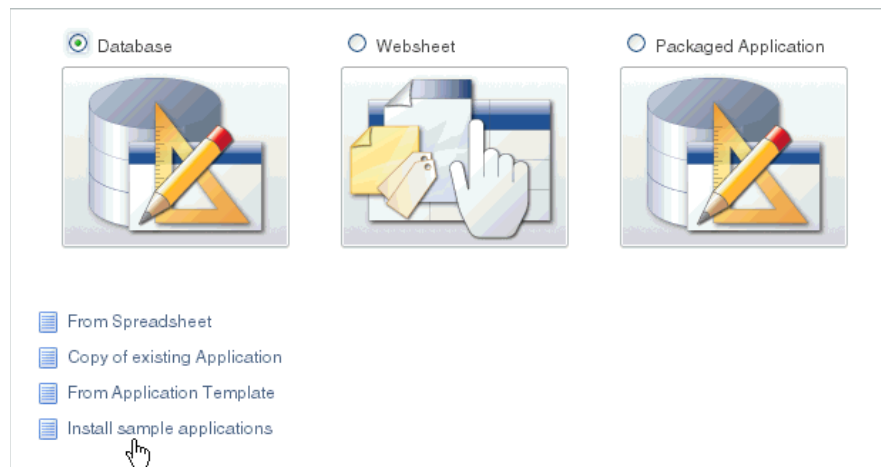 Database
Websheet
Packaged Application
From Spreadsheet
Copy of existing Application
From Application Template
Install sample applications